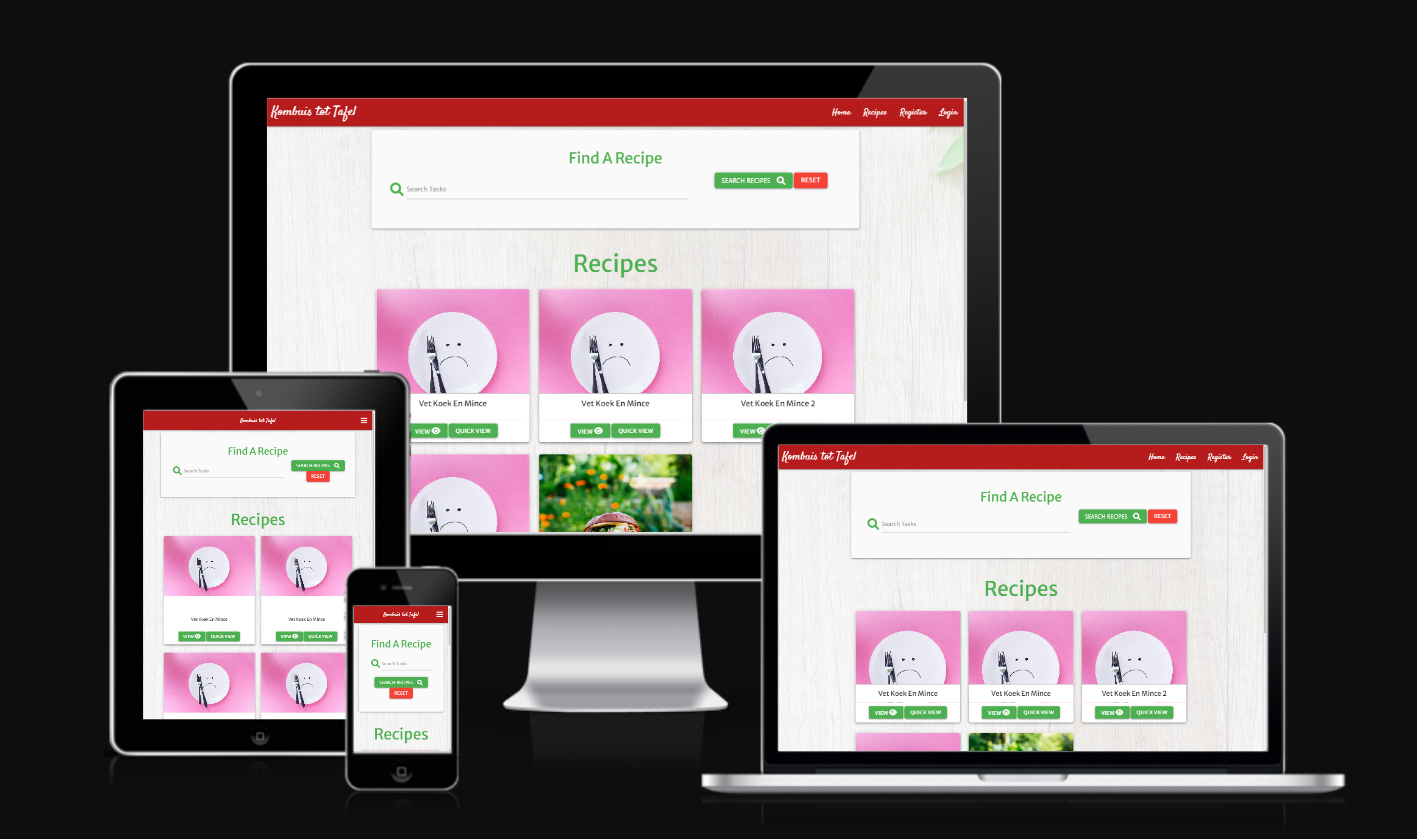 Kombuis tot Tafel
Home Recipes Register Login
Find A Recipe
Search Tasks
SEARCH RECIPES RESET
Recipes
Vet Koek En Mince Vet Koek En Mince Vet Koek En Mince 2
VIEW QUICK VIEW VIEW QUICK VIEW VIEW
Kombuis tot Tafel
Find A Recipe
Search Tasks
SEARCH RECIPES
RESET
Recipes
Vet Koek En Mince Vet Koek En Mince
VIEW QUICK VIEW VIEW QUICK VIEW
Kombuis tot Tafel
Find A Recipe
Search Tasks
SEARCH RECIPES
RESET
Recipes
Kombuis tot Tafel
Home Recipes Register Login
Find A Recipe
Search Tasks
SEARCH RECIPES RESET
Recipes
Vet Koek En Mince Vet Koek En Mince Vet Koek En Mince 2
VIEW QUICK VIEW VIEW QUICK VIEW VIEW QUICK VIEW